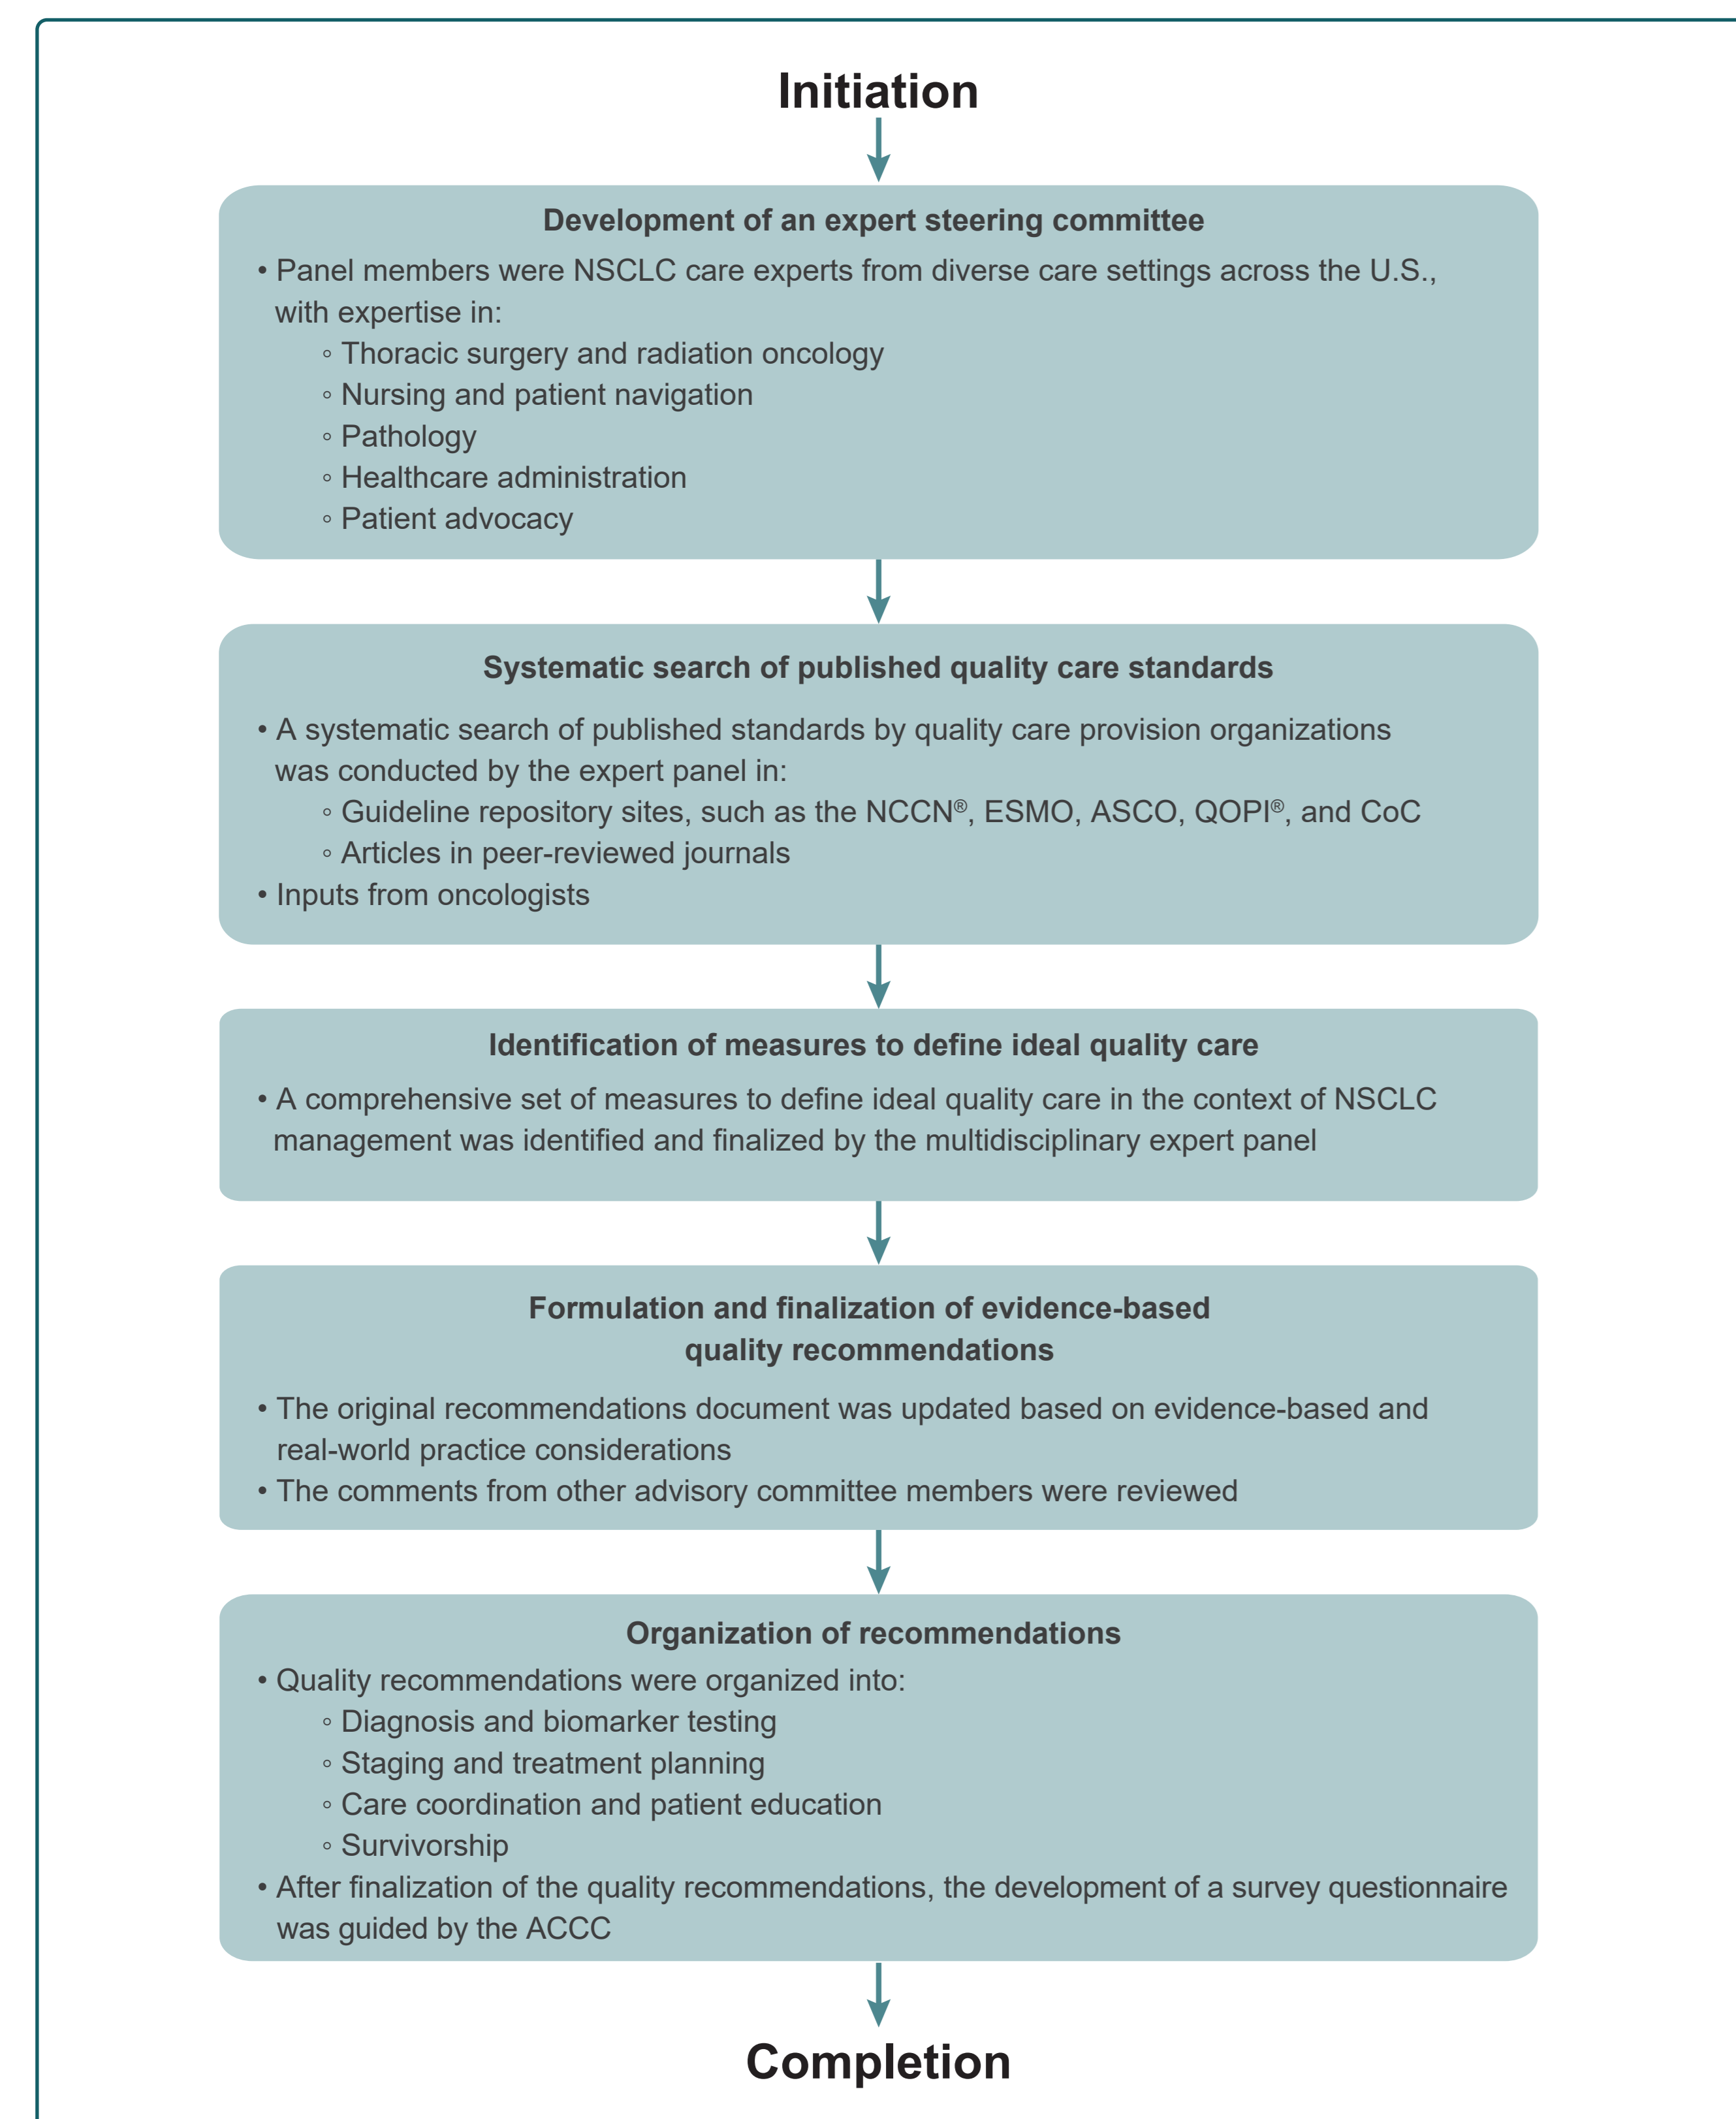 Initiation
Development of an expert steering committee
• Panel members were NSCLC care experts from diverse care settings across the U.S.,
with expertise in:
◦ Thoracic surgery and radiation oncology
◦ Nursing and patient navigation
◦ Pathology
◦ Healthcare administration
◦ Patient advocacy
Systematic search of published quality care standards
• A systematic search of published standards by quality care provision organizations
was conducted by the expert panel in:
◦ Guideline repository sites, such as the NCCN®, ESMO, ASCO, QOPI®, and CoC
◦ Articles in peer-reviewed journals
• Inputs from oncologists
Identification of measures to define ideal quality care
• A comprehensive set of measures to define ideal quality care in the context of NSCLC
management was identified and finalized by the multidisciplinary expert panel
Formulation and finalization of evidence-based
quality recommendations
• The original recommendations document was updated based on evidence-based and
real-world practice considerations
• The comments from other advisory committee members were reviewed
Organization of recommendations
• Quality recommendations were organized into:
◦ Diagnosis and biomarker testing
◦ Staging and treatment planning
◦ Care coordination and patient education
◦ Survivorship
• After finalization of the quality recommendations, the development of a survey questionnaire
was guided by the ACCC
Completion